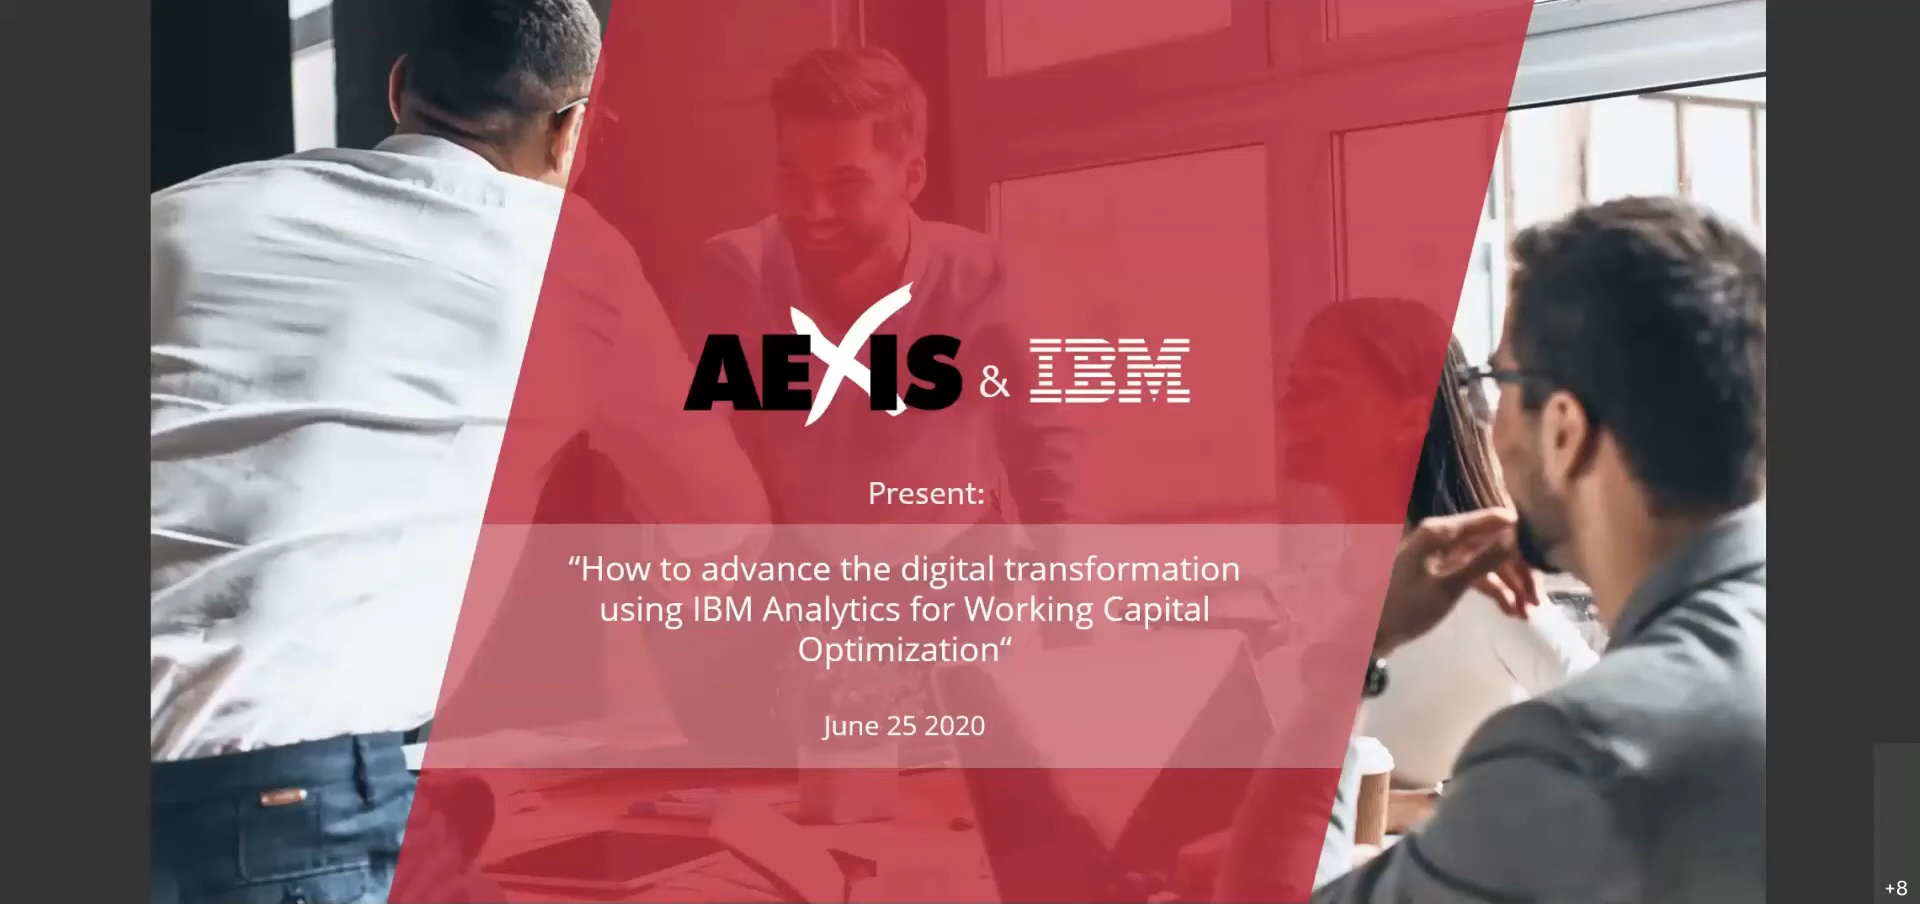 AEXIS & IBM
Present:
“How to advance the digital transformation
using IBM Analytics for Working Capital
Optimization“
June 25 2020
+8